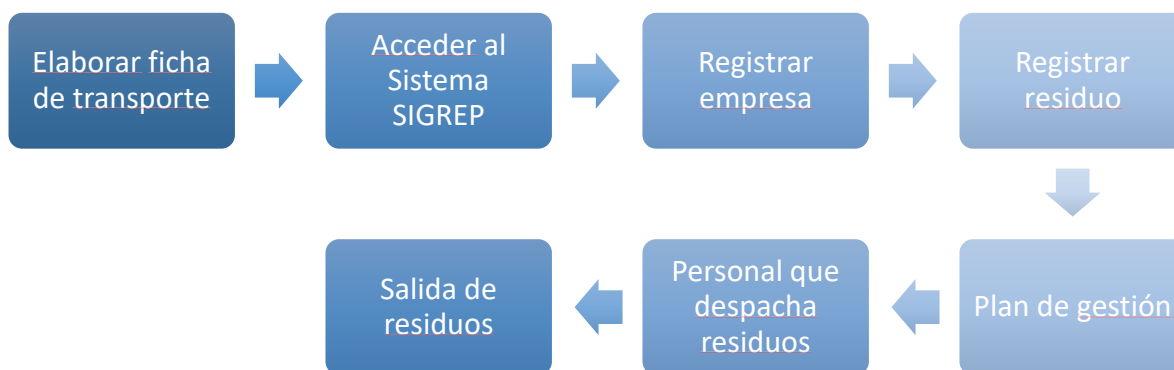 Elaborar ficha
de transporte
Acceder al
Sistema
SIGREP
Registrar
empresa
Registrar
residuo
Plan de gestión
Personal que
despacha
residuos
Salida de
residuos